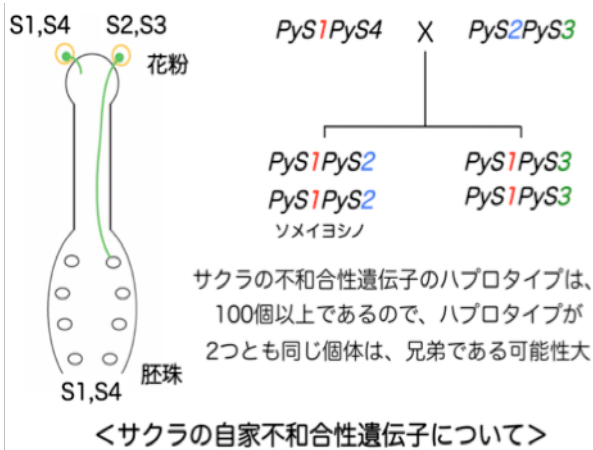 S1,S4 S2,S3
花粉
PyS1PyS4 X PyS2PyS3
PyS1PyS2 PyS1PyS3
PyS1PyS2 PyS1PyS3
ソメイヨシノ
サクラの不和合性遺伝子のハプロタイプは、
100個以上であるので、ハプロタイプが
2つとも同じ個体は、兄弟である可能性大
胚珠
S1,S4
＜サクラの自家不和合性遺伝子について＞